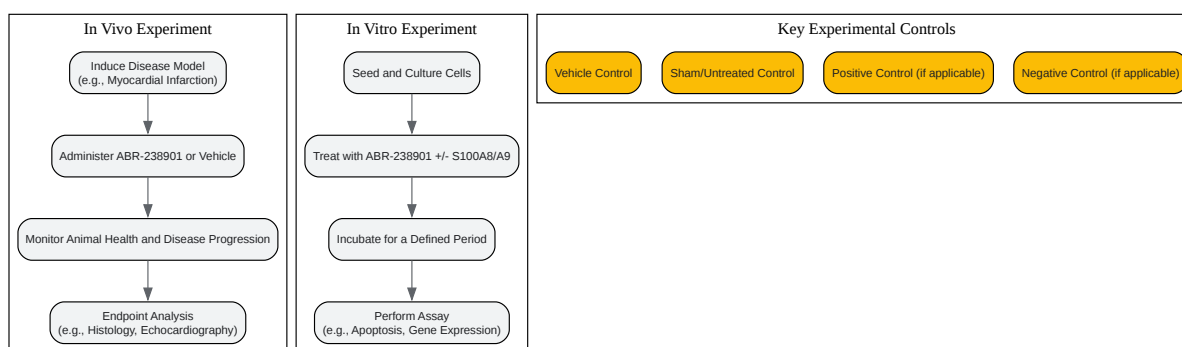 In Vivo Experiment
Induce Disease Model
(e.g., Myocardial Infarction)
Administer ABR-238901 or Vehicle
Monitor Animal Health and Disease Progression
Endpoint Analysis
(e.g., Histology, Echocardiography)
In Vitro Experiment
Seed and Culture Cells
Treat with ABR-238901 +/- S100A8/A9
Incubate for a Defined Period
Perform Assay
(e.g., Apoptosis, Gene Expression)
Key Experimental Controls
Vehicle Control
Sham/Untreated Control
Positive Control (if applicable)
Negative Control (if applicable)